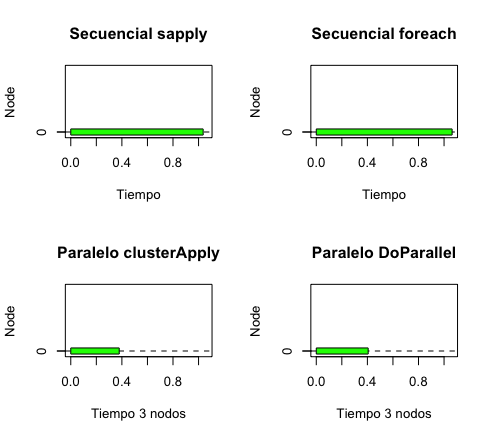 Secuencial sapply
Node
0
0.0 0.4 0.8
Tiempo
Secuencial foreach
Node
0
0.0 0.4 0.8
Tiempo
Paralelo clusterApply
Node
0
0.0 0.4 0.8
Tiempo 3 nodos
Paralelo DoParallel
Node
0
0.0 0.4 0.8
Tiempo 3 nodos